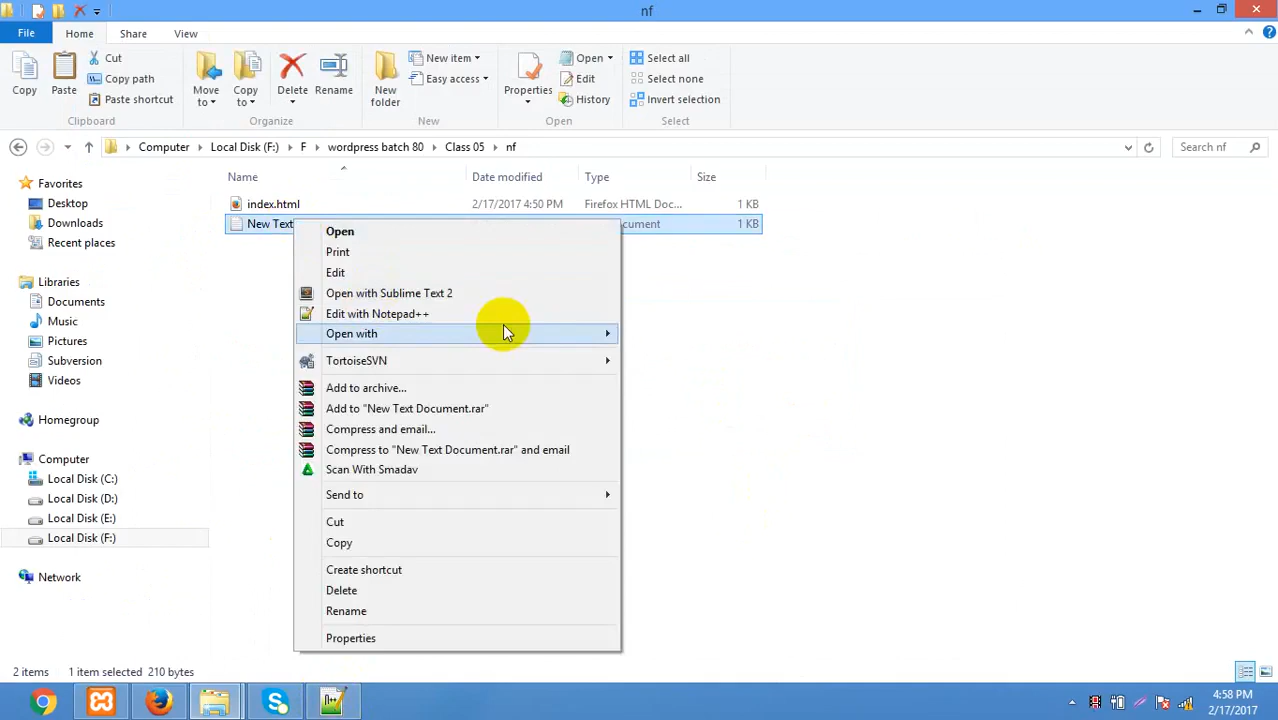 nf
File Home Share View
Copy
Paste
Cut
Copy path
Paste shortcut
Clipboard
Move to
Copy to
Delete
Rename
Organize
New folder
New item
Easy access
New
Properties
Open
Edit
History
Open
Select all
Select none
Invert selection
Select
Computer Local Disk (F:) F wordpress batch 80 Class 05 nf
Search nf
Name Date modified Type Size
index.html 2/17/2017 4:50 PM Firefox HTML Doc... 1 KB
New Text cument 1 KB
Favorites
Desktop
Downloads
Recent places
Libraries
Documents
Music
Pictures
Subversion
Videos
Homegroup
Computer
Local Disk (C:)
Local Disk (D:)
Local Disk (E:)
Local Disk (F:)
Network
Open
Print
Edit
Open with Sublime Text 2
Edit with Notepad++
Open with
TortoiseSVN
Add to archive...
Add to "New Text Document.rar"
Compress and email...
Compress to "New Text Document.rar" and email
Scan With Smadav
Send to
Cut
Copy
Create shortcut
Delete
Rename
Properties
2 items 1 item selected 210 bytes
4:58 PM
2/17/2017